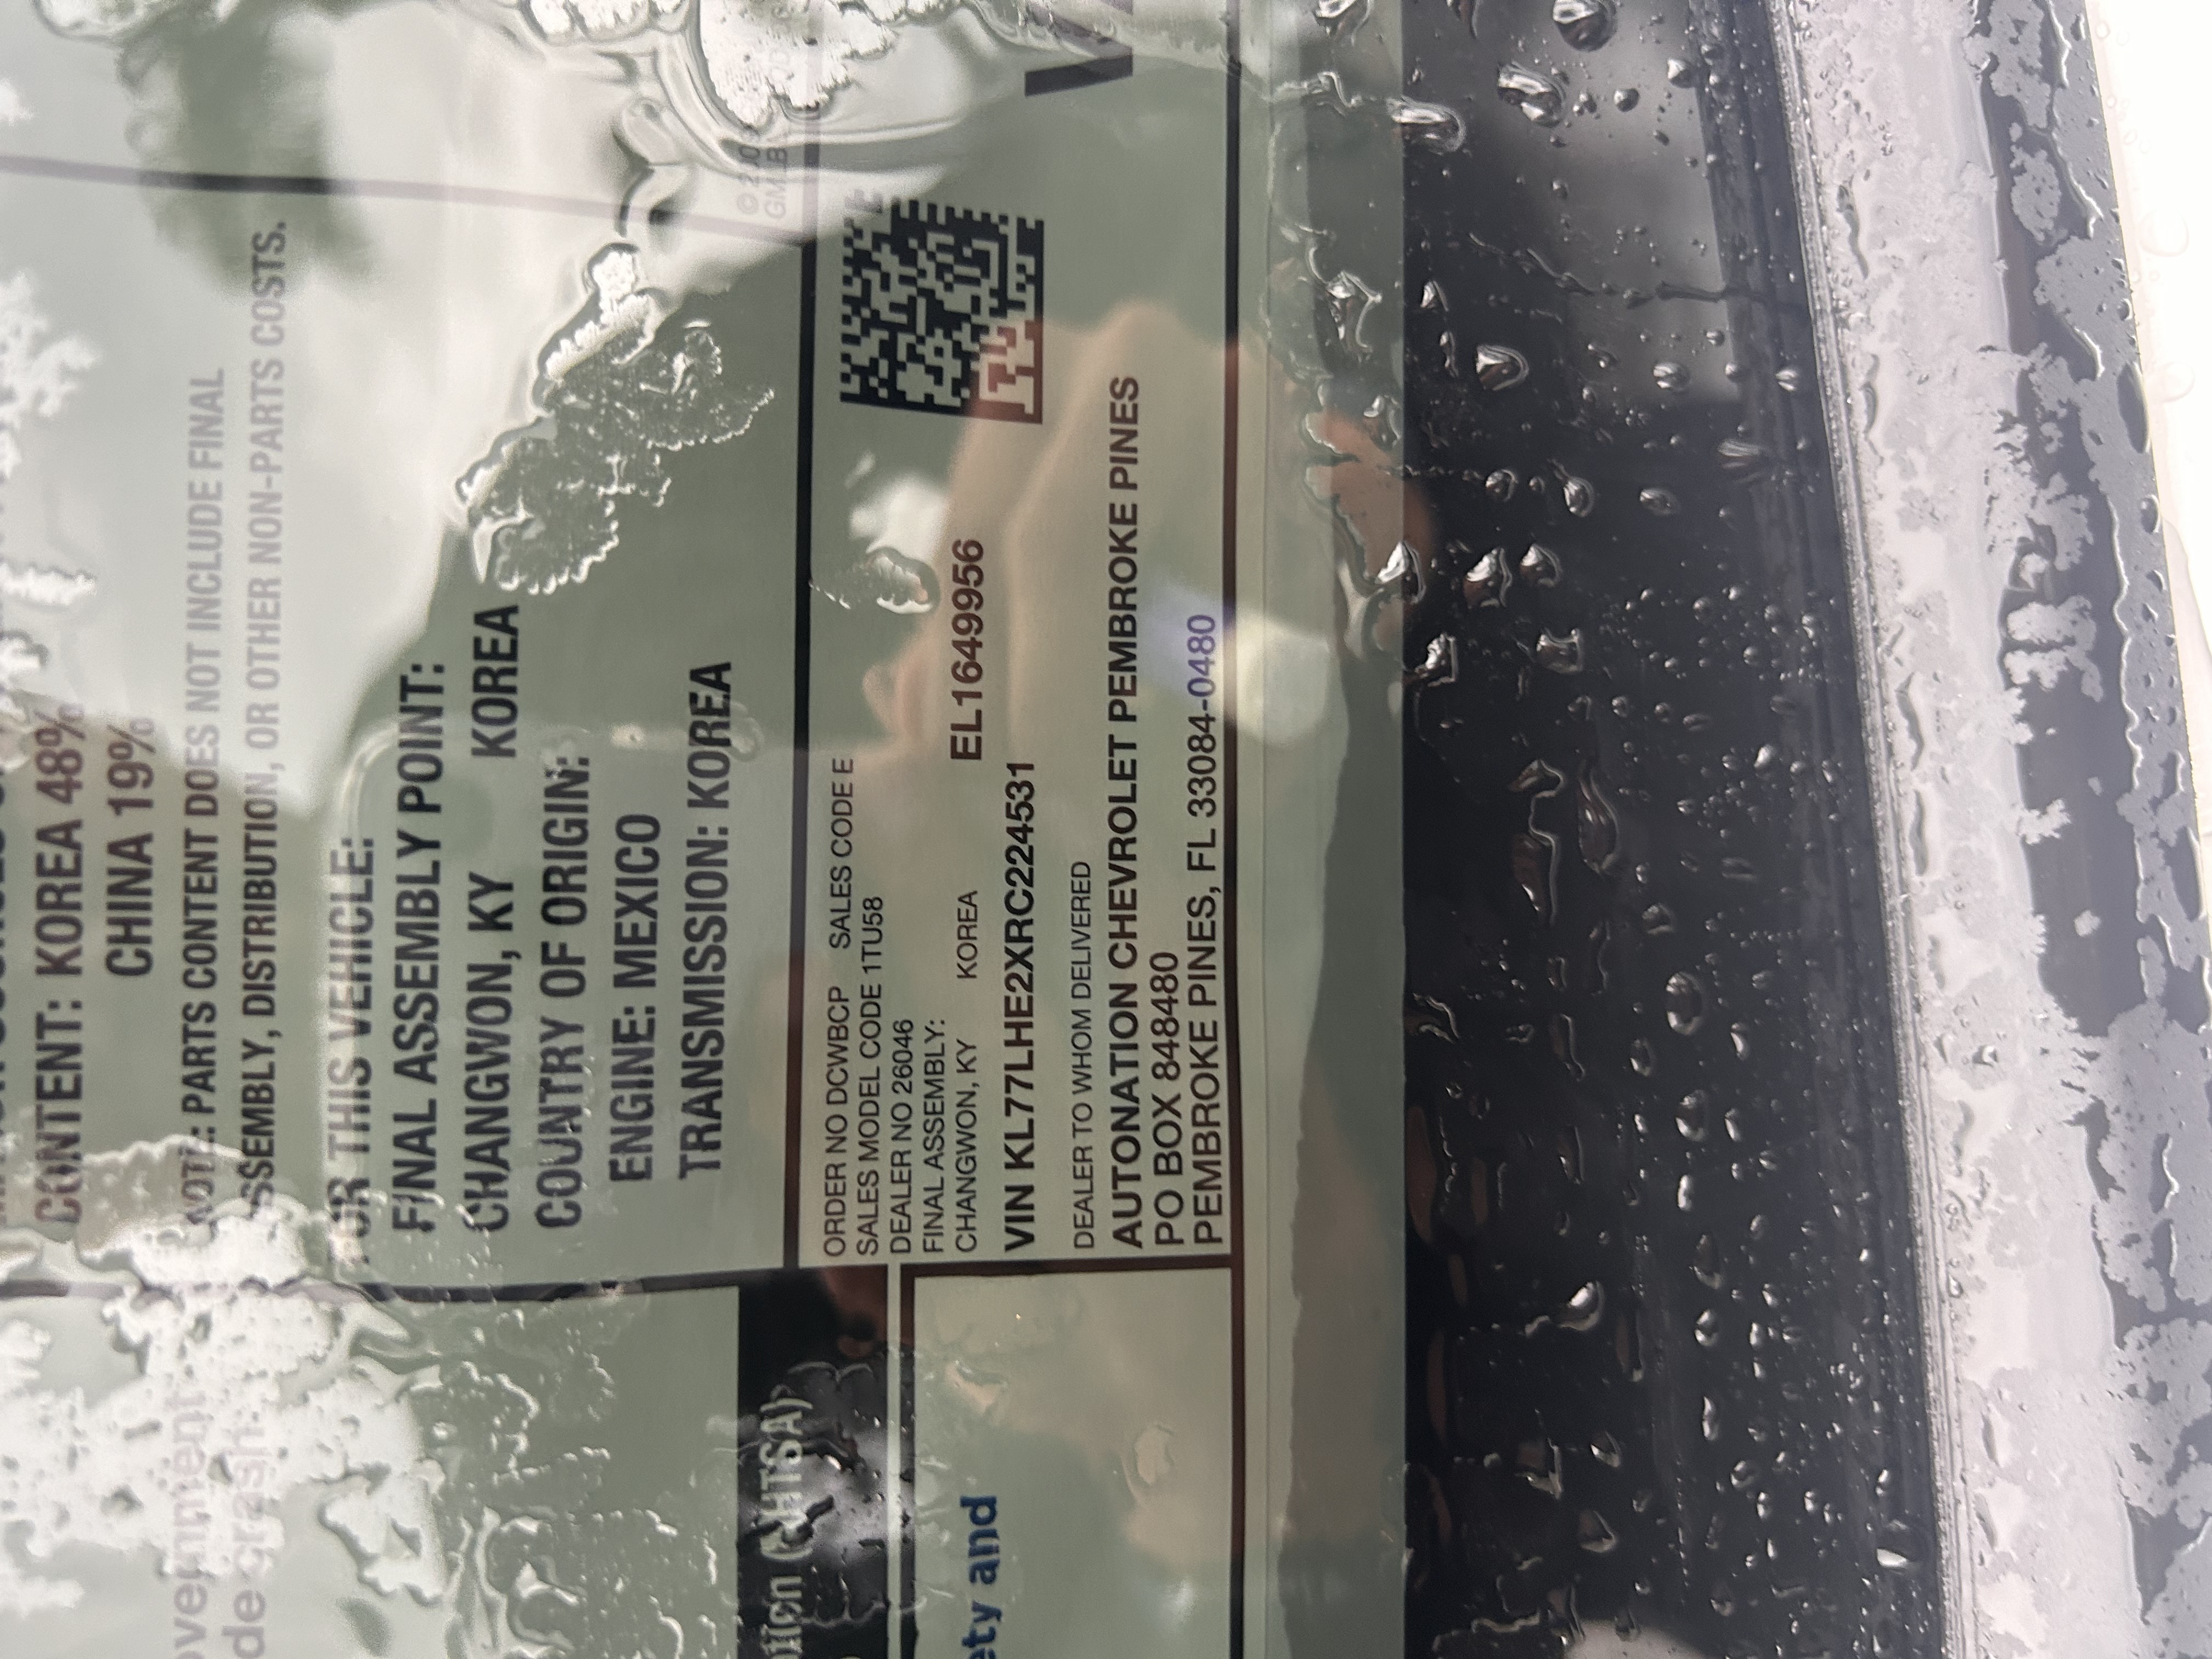 CONTENT: KOREA 48%
CHINA 19%
NOTE: PARTS CONTENT DOES NOT INCLUDE FINAL
ASSEMBLY, DISTRIBUTION, OR OTHER NON-PARTS COSTS.
FOR THIS VEHICLE:
FINAL ASSEMBLY POINT:
CHANGWON, KY KOREA
COUNTRY OF ORIGIN:
ENGINE: MEXICO
TRANSMISSION: KOREA
ORDER NO DCWBCP SALES CODE E
SALES MODEL CODE 1TU58
DEALER NO 26046
FINAL ASSEMBLY:
CHANGWON, KY KOREA EL1649956
VIN KL77LHE2XRC224531
DEALER TO WHOM DELIVERED
AUTONATION CHEVROLET PEMBROKE PINES
PO BOX 848480
PEMBROKE PINES, FL 33084-0480
(NHTSA)
and